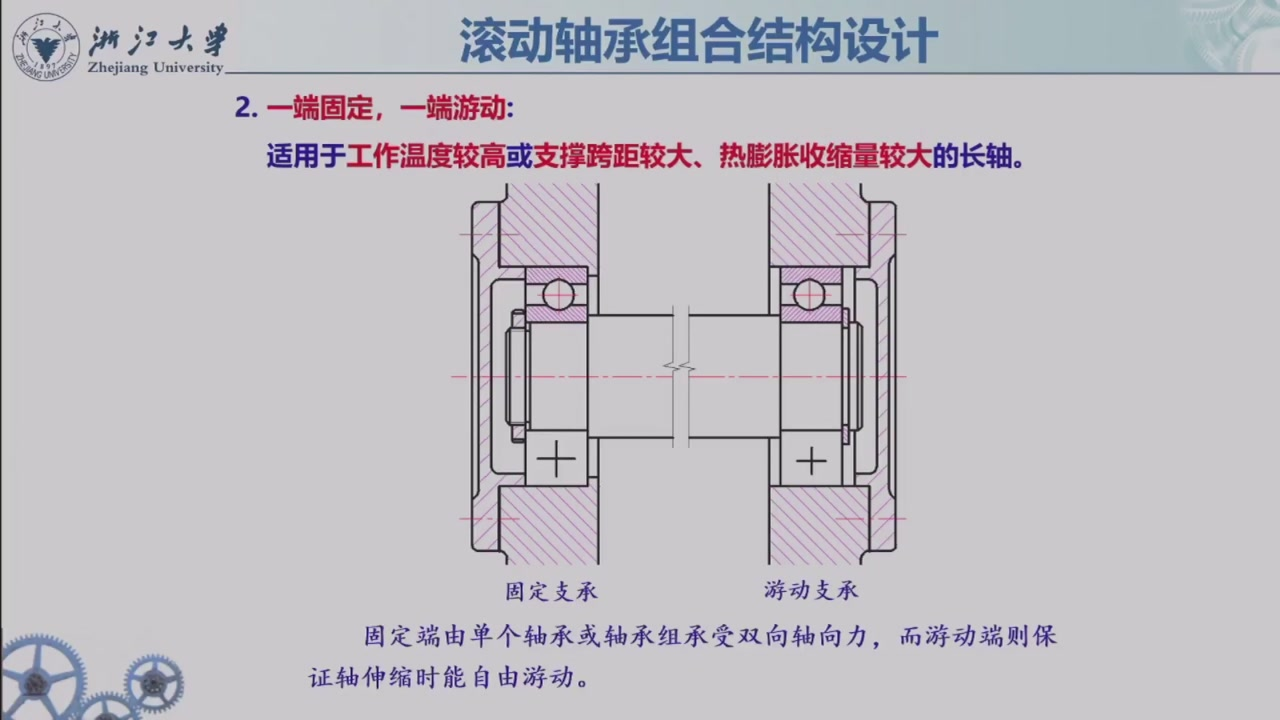 浙江大学
Zhejiang University
ZHEJIANG UNIVERSITY
1897
滚动轴承组合结构设计
2. 一端固定，一端游动:
适用于工作温度较高或支撑跨距较大、热膨胀收缩量较大的长轴。
固定支承
游动支承
固定端由单个轴承或轴承组承受双向轴向力，而游动端则保
证轴伸缩时能自由游动。